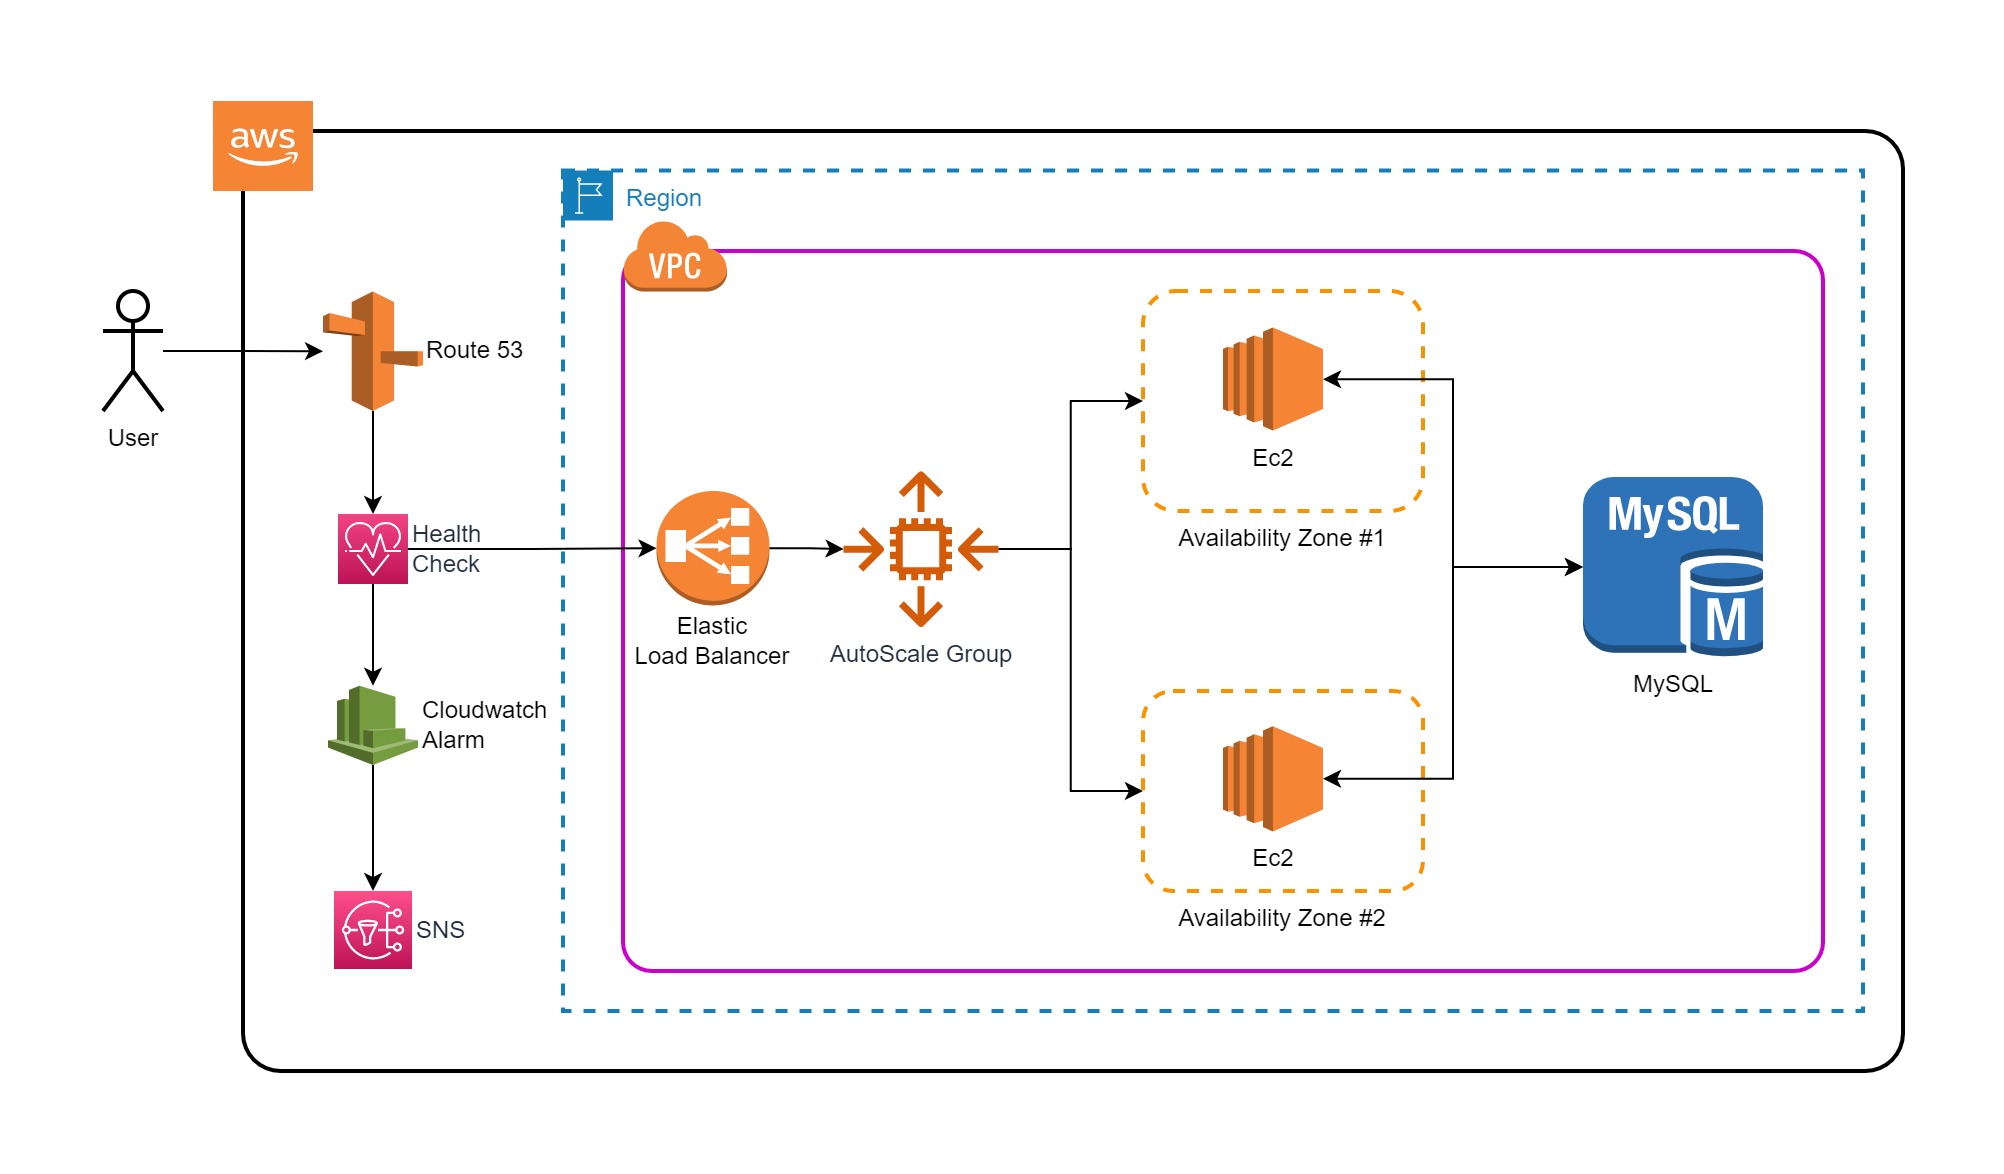 aws
Region
VPC
User
Route 53
Health
Check
Cloudwatch
Alarm
SNS
Elastic
Load Balancer
AutoScale Group
Ec2
Availability Zone #1
Ec2
Availability Zone #2
MySQL
M
MySQL